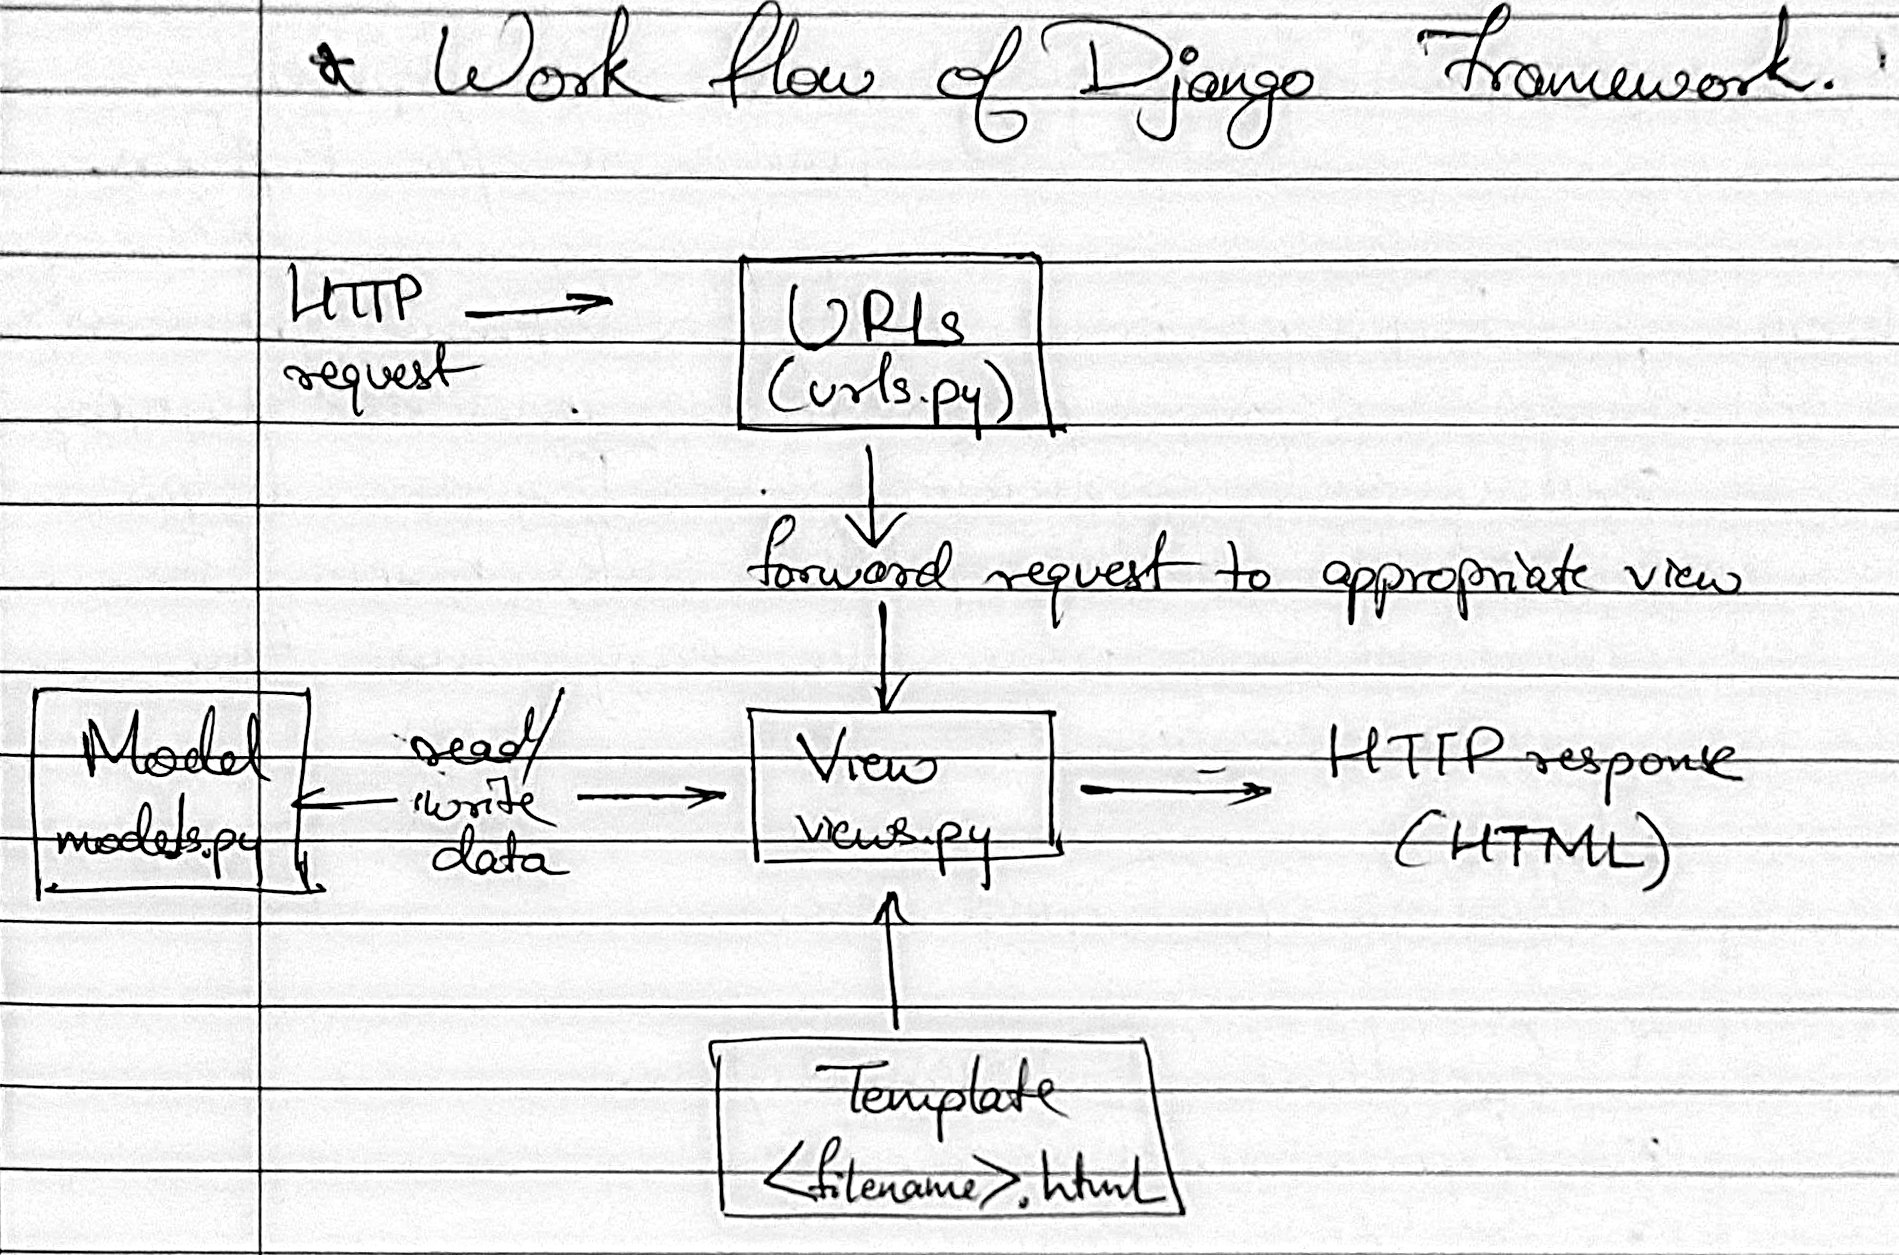 * Work flow of Django Framework.
HTTP
request
URLs
(urls.py)
forward request to appropriate view
Model
models.py
read/
write
data
View
views.py
HTTP response
(HTML)
Template
<filename>.html